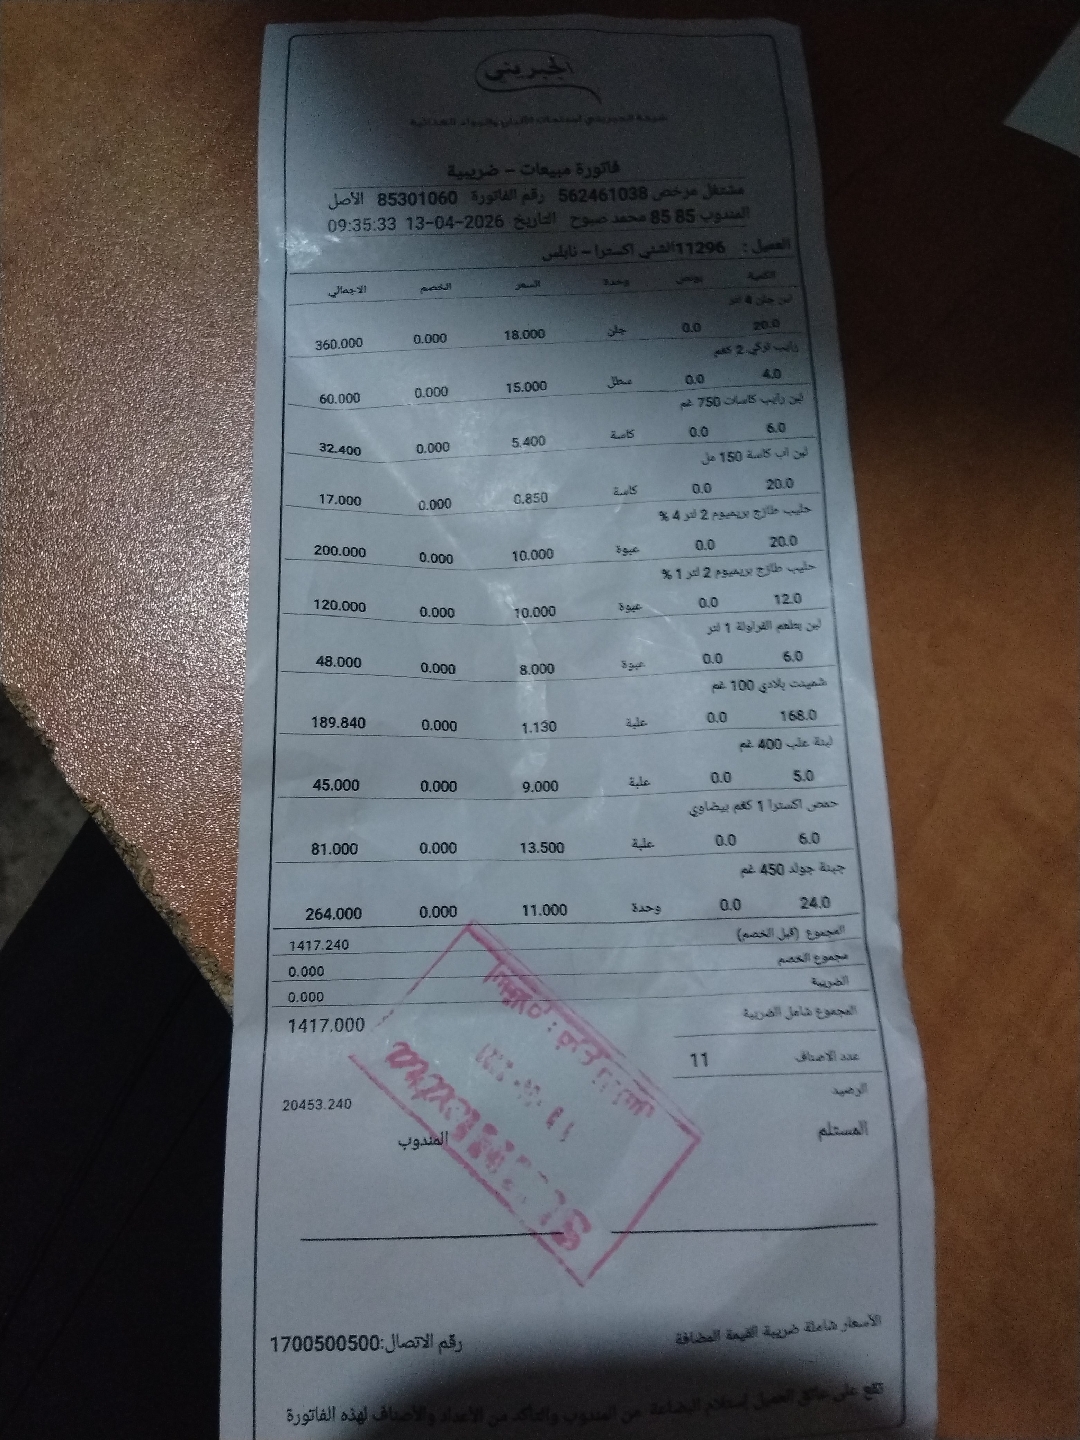 الجبريني
شركة الجبريني لمنتجات الألبان والمواد الغذائية
فاتورة مبيعات – ضريبية
مشتغل مرخص 562461038 رقم الفاتورة 85301060 الأصل
المندوب 85 85 محمد صبوح التاريخ 2026-04-13 09:35:33
العميل : 11296 الشني اكسترا – نابلس
الكمية بونص وحدة السعر الخصم الاجمالي
لبن جلن 4 لتر
20.0 0.0 جلن 18.000 0.000 360.000
رايب تركي 2 كغم
4.0 0.0 سطل 15.000 0.000 60.000
لبن رايب كاسات 750 غم
6.0 0.0 كاسة 5.400 0.000 32.400
لبن اب كاسة 150 مل
20.0 0.0 كاسة 0.850 0.000 17.000
حليب طازج بريميوم 2 لتر 4 %
20.0 0.0 عبوة 10.000 0.000 200.000
حليب طازج بريميوم 2 لتر 1 %
12.0 0.0 عبوة 10.000 0.000 120.000
لبن بطعم الفراولة 1 لتر
6.0 0.0 عبوة 8.000 0.000 48.000
شمينت بلادي 100 غم
168.0 0.0 علبة 1.130 0.000 189.840
لبنة علب 400 غم
5.0 0.0 علبة 9.000 0.000 45.000
حمص اكسترا 1 كغم بيضاوي
6.0 0.0 علبة 13.500 0.000 81.000
جبنة جولد 450 غم
24.0 0.0 وحدة 11.000 0.000 264.000
المجموع (قبل الخصم) 1417.240
مجموع الخصم 0.000
الضريبة 0.000
المجموع شامل الضريبة 1417.000
عدد الاصناف 11
الرصيد 20453.240
المستلم المندوب
الأسعار شاملة ضريبة القيمة المضافة رقم الاتصال:1700500500
تقع على عاتق العميل إستلام البضاعة من المندوب والتأكد من الأعداد والأصناف لهذه الفاتورة